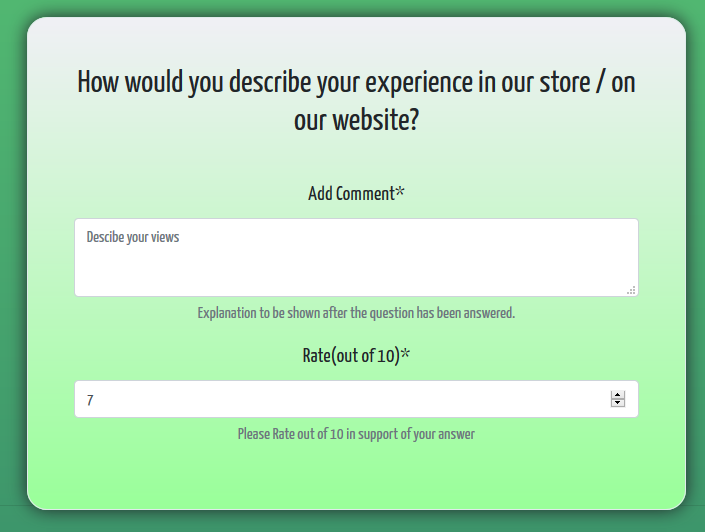 How would you describe your experience in our store / on
our website?
Add Comment*
Descibe your views
Explanation to be shown after the question has been answered.
Rate(out of 10)*
7
Please Rate out of 10 in support of your answer